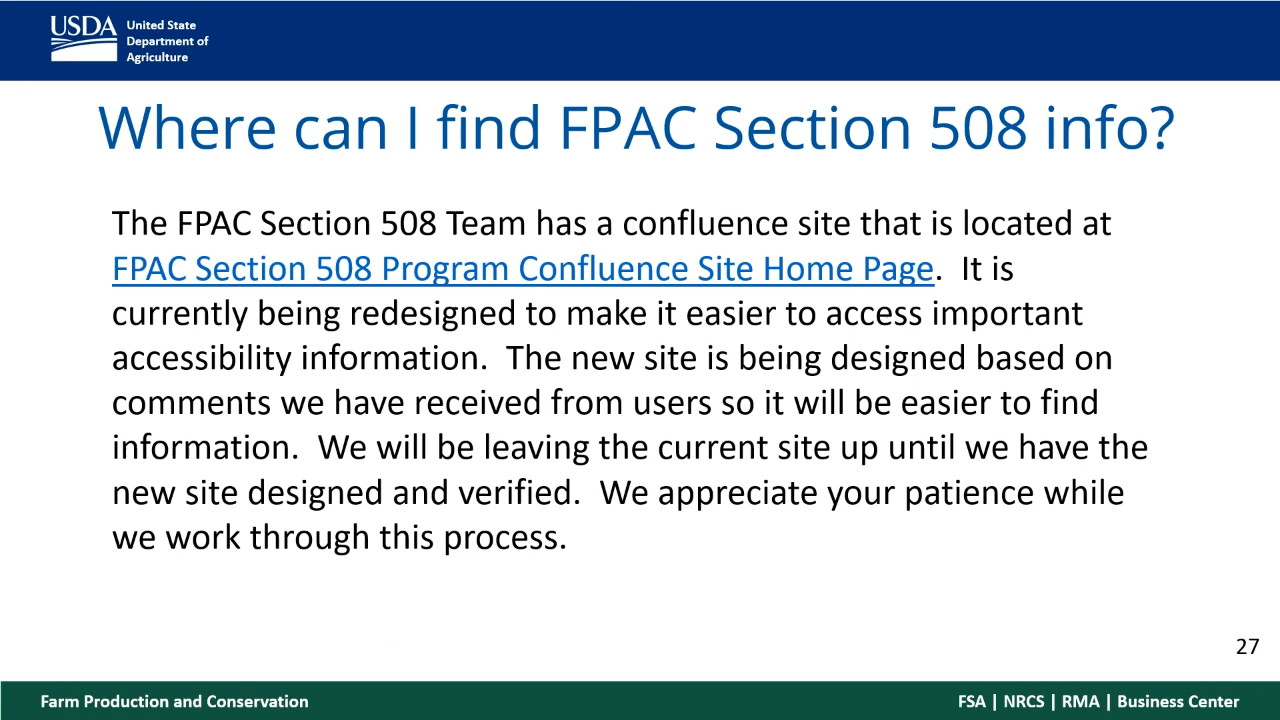 USDA
United State
Department of
Agriculture
Where can I find FPAC Section 508 info?
The FPAC Section 508 Team has a confluence site that is located at
FPAC Section 508 Program Confluence Site Home Page.  It is
currently being redesigned to make it easier to access important
accessibility information.  The new site is being designed based on
comments we have received from users so it will be easier to find
information.  We will be leaving the current site up until we have the
new site designed and verified.  We appreciate your patience while
we work through this process.
27
Farm Production and Conservation
FSA | NRCS | RMA | Business Center